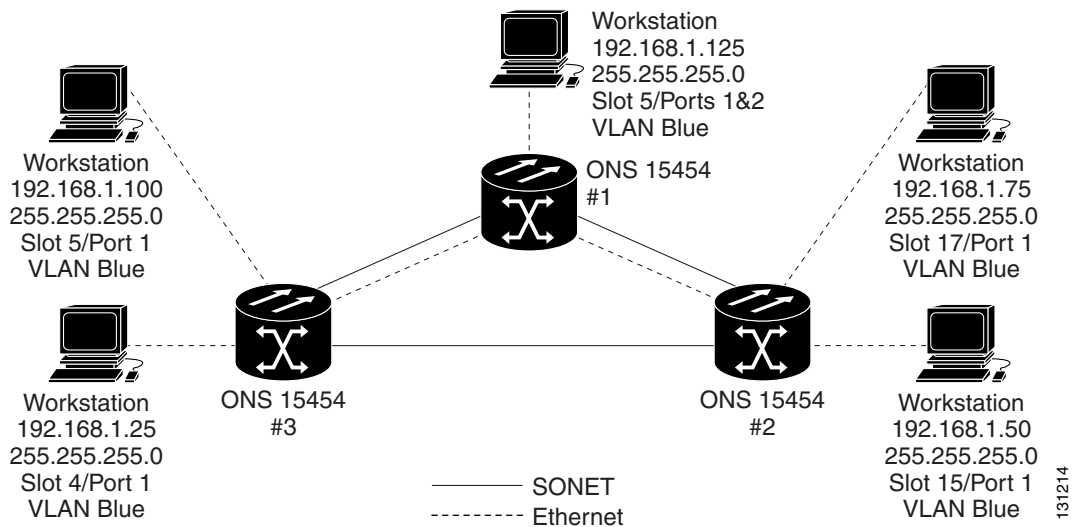 Workstation
192.168.1.125
255.255.255.0
Slot 5/Ports 1&2
VLAN Blue
Workstation
192.168.1.100
255.255.255.0
Slot 5/Port 1
VLAN Blue
ONS 15454
#1
Workstation
192.168.1.75
255.255.255.0
Slot 17/Port 1
VLAN Blue
Workstation
192.168.1.25
255.255.255.0
Slot 4/Port 1
VLAN Blue
ONS 15454
#3
ONS 15454
#2
Workstation
192.168.1.50
255.255.255.0
Slot 15/Port 1
VLAN Blue
SONET
Ethernet
131214